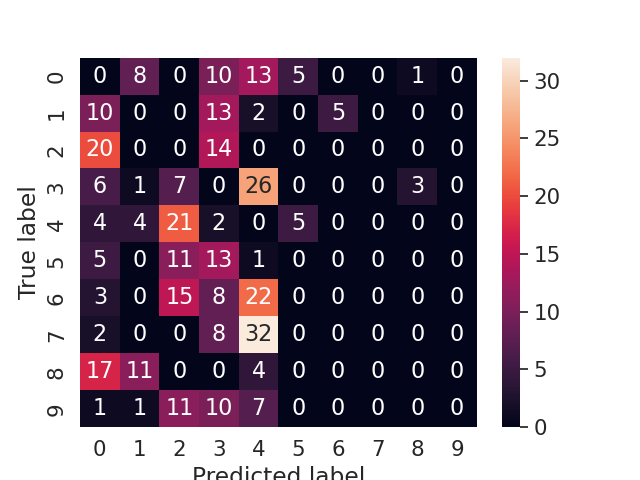 0 0 8 0 10 13 5 0 0 1 0
1 10 0 0 13 2 0 5 0 0 0
2 20 0 0 14 0 0 0 0 0 0
3 6 1 7 0 26 0 0 0 3 0
4 4 4 21 2 0 5 0 0 0 0
5 5 0 11 13 1 0 0 0 0 0
6 3 0 15 8 22 0 0 0 0 0
7 2 0 0 8 32 0 0 0 0 0
8 17 11 0 0 4 0 0 0 0 0
9 1 1 11 10 7 0 0 0 0 0
0 1 2 3 4 5 6 7 8 9
True label
Predicted label
30
25
20
15
10
5
0